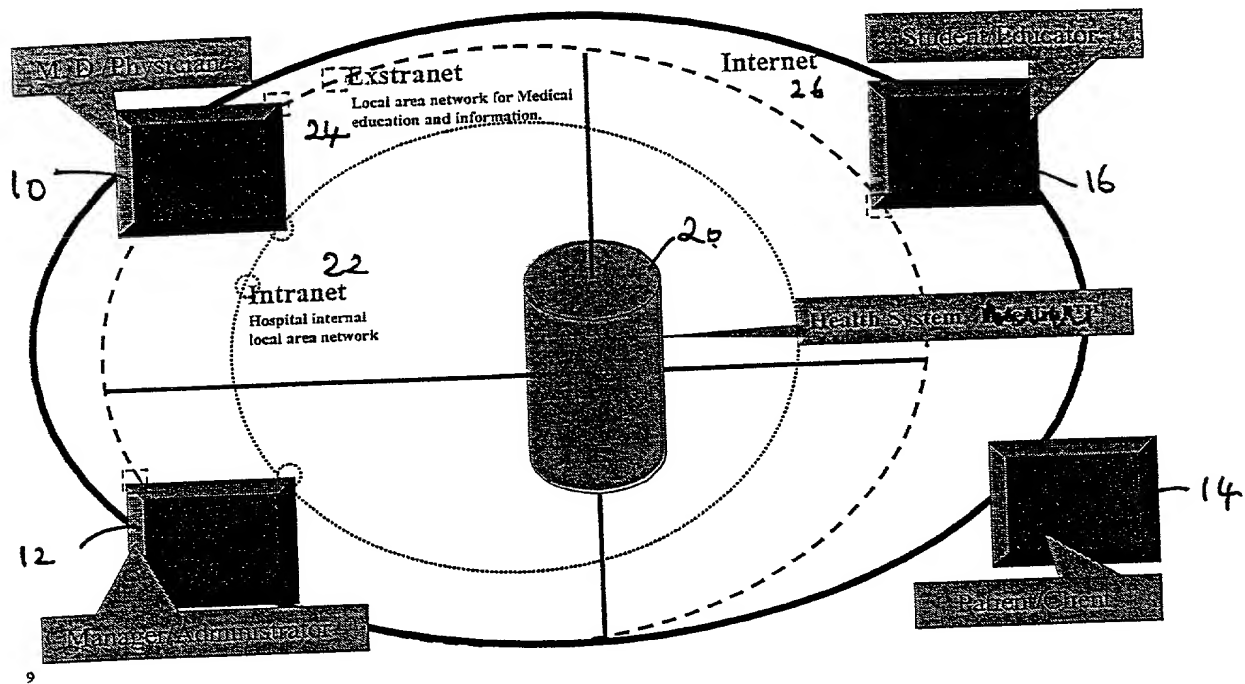 M. D./Physician
Student/Educator
Exstranet
Local area network for Medical
education and information.
Internet
26
24
10
16
20
22
Intranet
Hospital internal
local area network
Health System
14
12
Patient/Client
Manager/Administrator
9